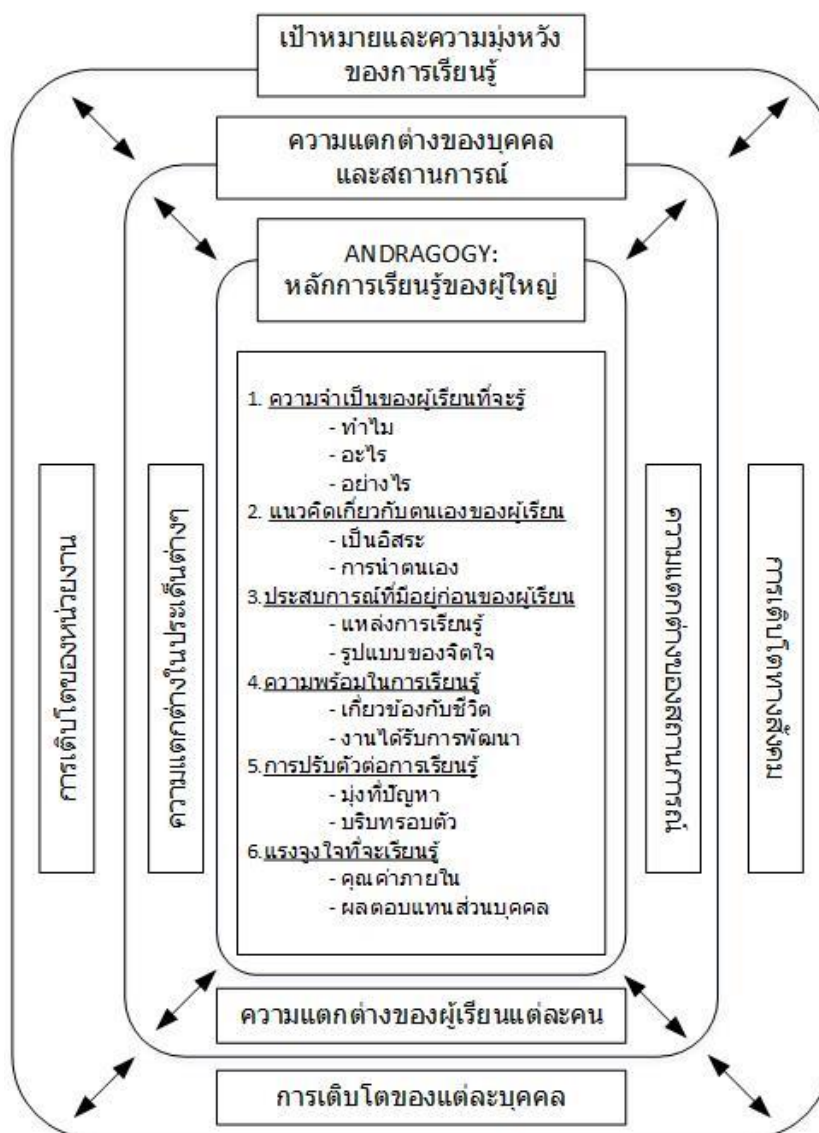 เป้าหมายและความมุ่งหวัง
ของการเรียนรู้
ความแตกต่างของบุคคล
และสถานการณ์
ANDRAGOGY:
หลักการเรียนรู้ของผู้ใหญ่
1. ความจำเป็นของผู้เรียนที่จะรู้
- ทำไม
- อะไร
- อย่างไร
2. แนวคิดเกี่ยวกับตนเองของผู้เรียน
- เป็นอิสระ
- การนำตนเอง
3.ประสบการณ์ที่มีอยู่ก่อนของผู้เรียน
- แหล่งการเรียนรู้
- รูปแบบของจิตใจ
4.ความพร้อมในการเรียนรู้
- เกี่ยวข้องกับชีวิต
- งานได้รับการพัฒนา
5.การปรับตัวต่อการเรียนรู้
- มุ่งที่ปัญหา
- บริบทรอบตัว
6.แรงจูงใจที่จะเรียนรู้
- คุณค่าภายใน
- ผลตอบแทนส่วนบุคคล
การเติบโตของหน่วยงาน
ความแตกต่างในประเด็นต่างๆ
ความแตกต่างของสถานการณ์
การเติบโตทางสังคม
ความแตกต่างของผู้เรียนแต่ละคน
การเติบโตของแต่ละบุคคล